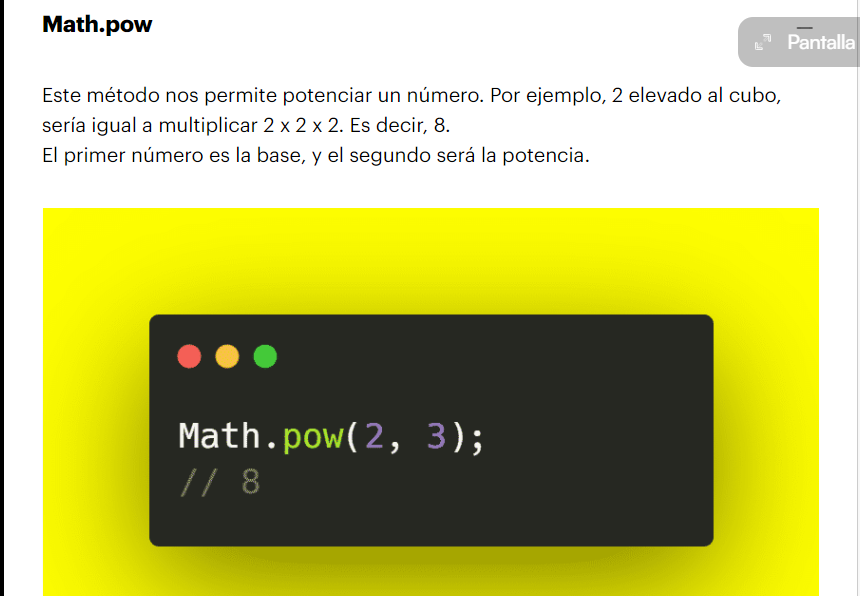 Math.pow
Pantalla
Este método nos permite potenciar un número. Por ejemplo, 2 elevado al cubo,
sería igual a multiplicar 2 x 2 x 2. Es decir, 8.
El primer número es la base, y el segundo será la potencia.
Math.pow(2, 3);
// 8